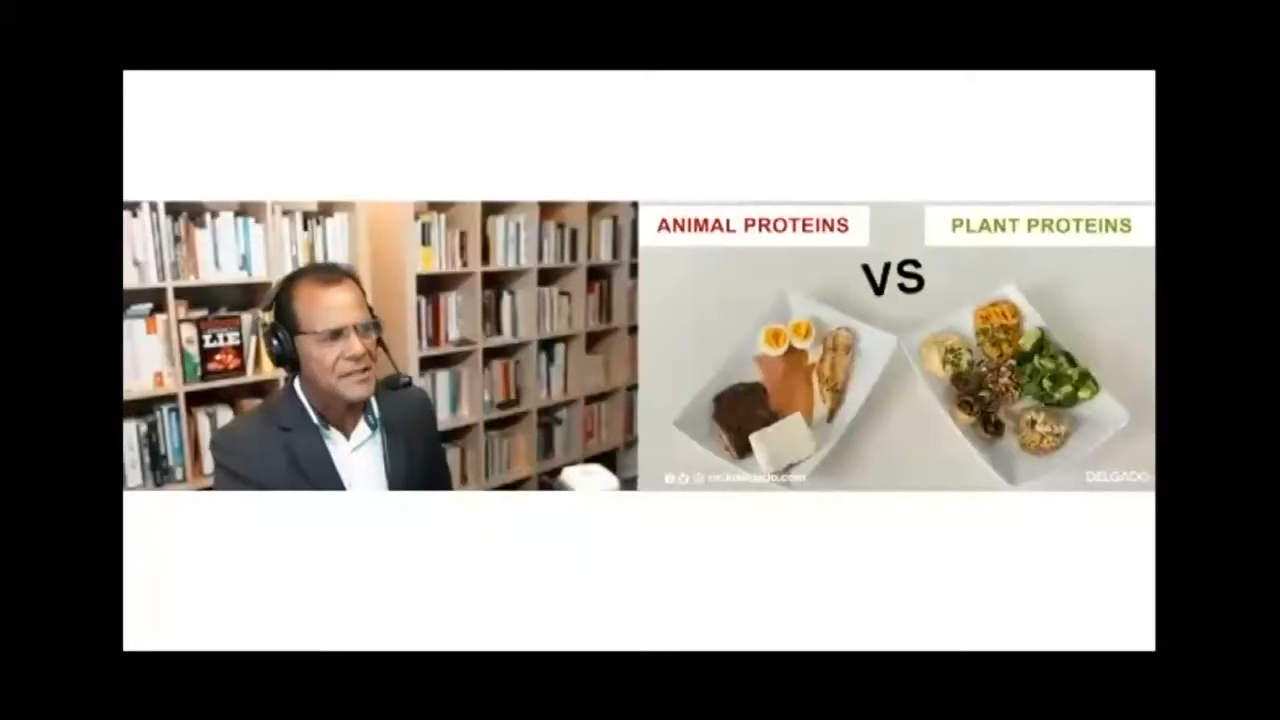 LIE
ANIMAL PROTEINS
PLANT PROTEINS
VS
DELGADO